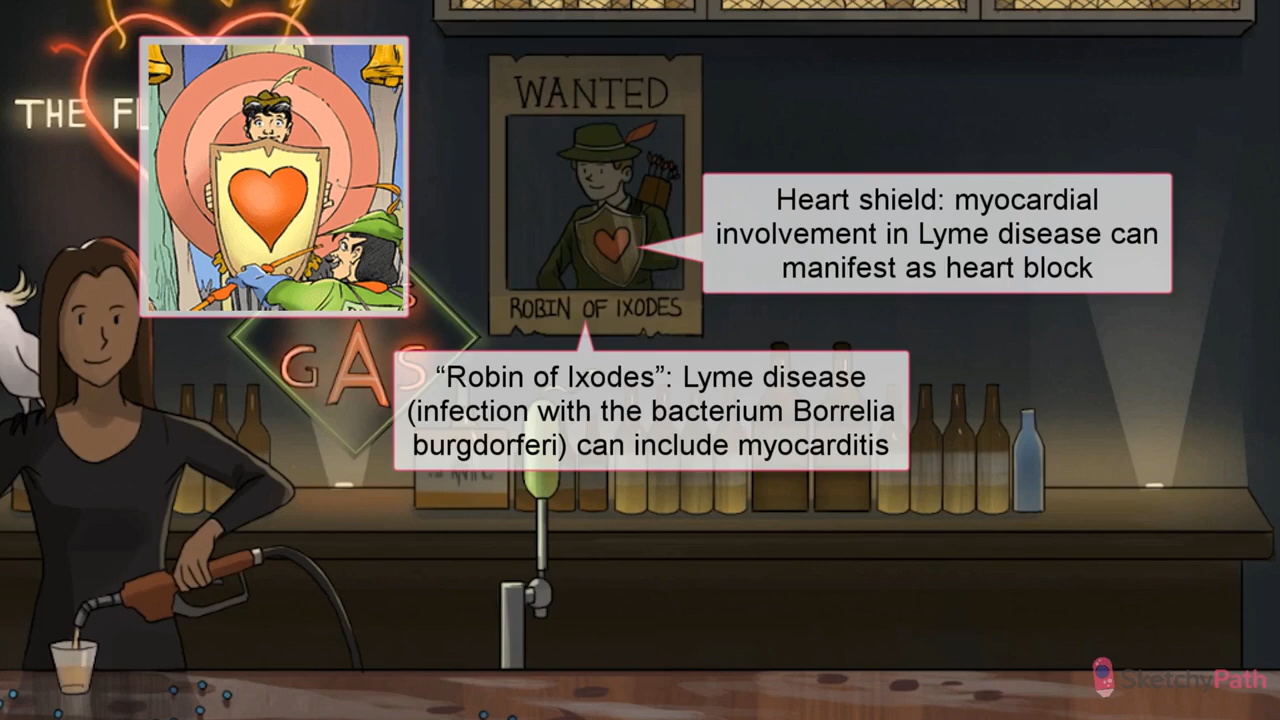 THE FL
WANTED
ROBIN OF IXODES
Heart shield: myocardial
involvement in Lyme disease can
manifest as heart block
GAS
“Robin of Ixodes”: Lyme disease
(infection with the bacterium Borrelia
burgdorferi) can include myocarditis
SketchyPath